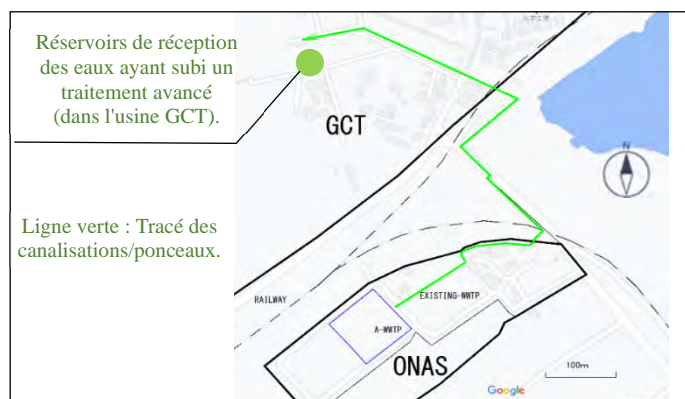 Réservoirs de réception
des eaux ayant subi un
traitement avancé
(dans l'usine GCT).
GCT
N
Ligne verte : Tracé des
canalisations/ponceaux.
RAILWAY
EXISTING-WWTP
A-WWTP
ONAS
100m
Google